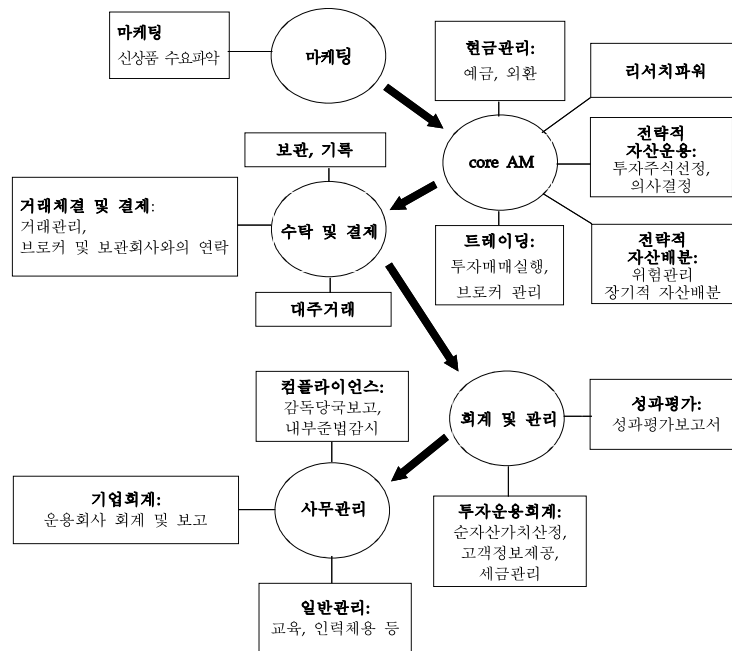 마케팅
신상품 수요파악
마케팅
현금관리:
예금, 외환
리서치파워
core AM
전략적
자산운용:
투자주식선정,
의사결정
보관, 기록
거래체결 및 결제:
거래관리,
브로커 및 보관회사와의 연락
수탁 및 결제
트레이딩:
투자매매실행,
브로커 관리
전략적
자산배분:
위험관리
장기적 자산배분
대주거래
컴플라이언스:
감독당국보고,
내부준법감시
회계 및 관리
성과평가:
성과평가보고서
기업회계:
운용회사 회계 및 보고
사무관리
투자운용회계:
순자산가치산정,
고객정보제공,
세금관리
일반관리:
교육, 인력채용 등